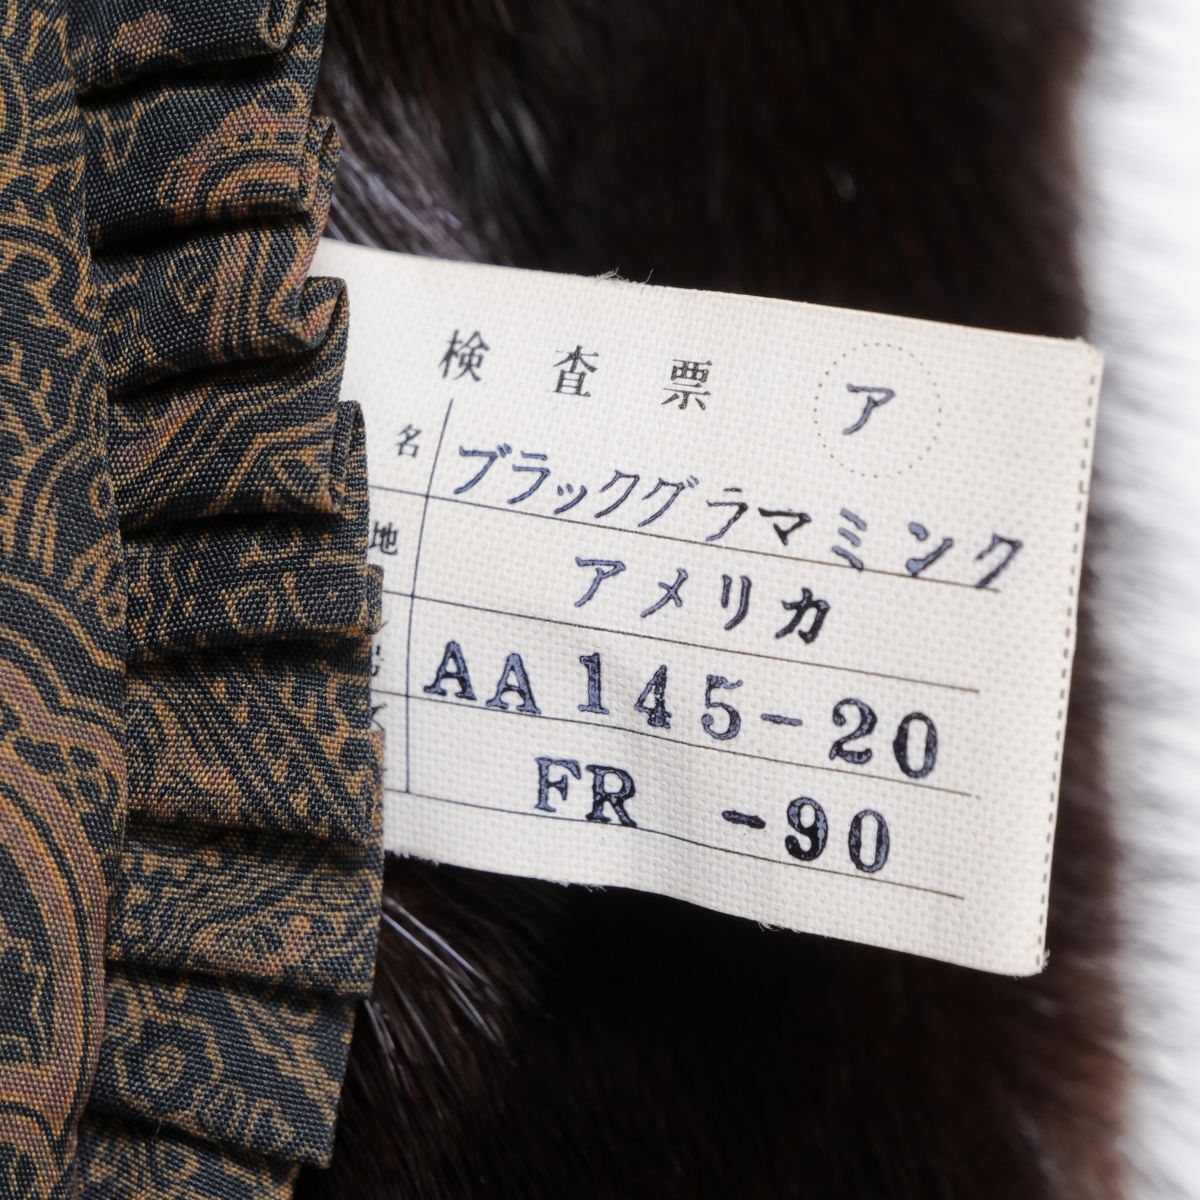 検査票 ア
名 ブラックグラマミンク
地 アメリカ
AA145-20
FR -90